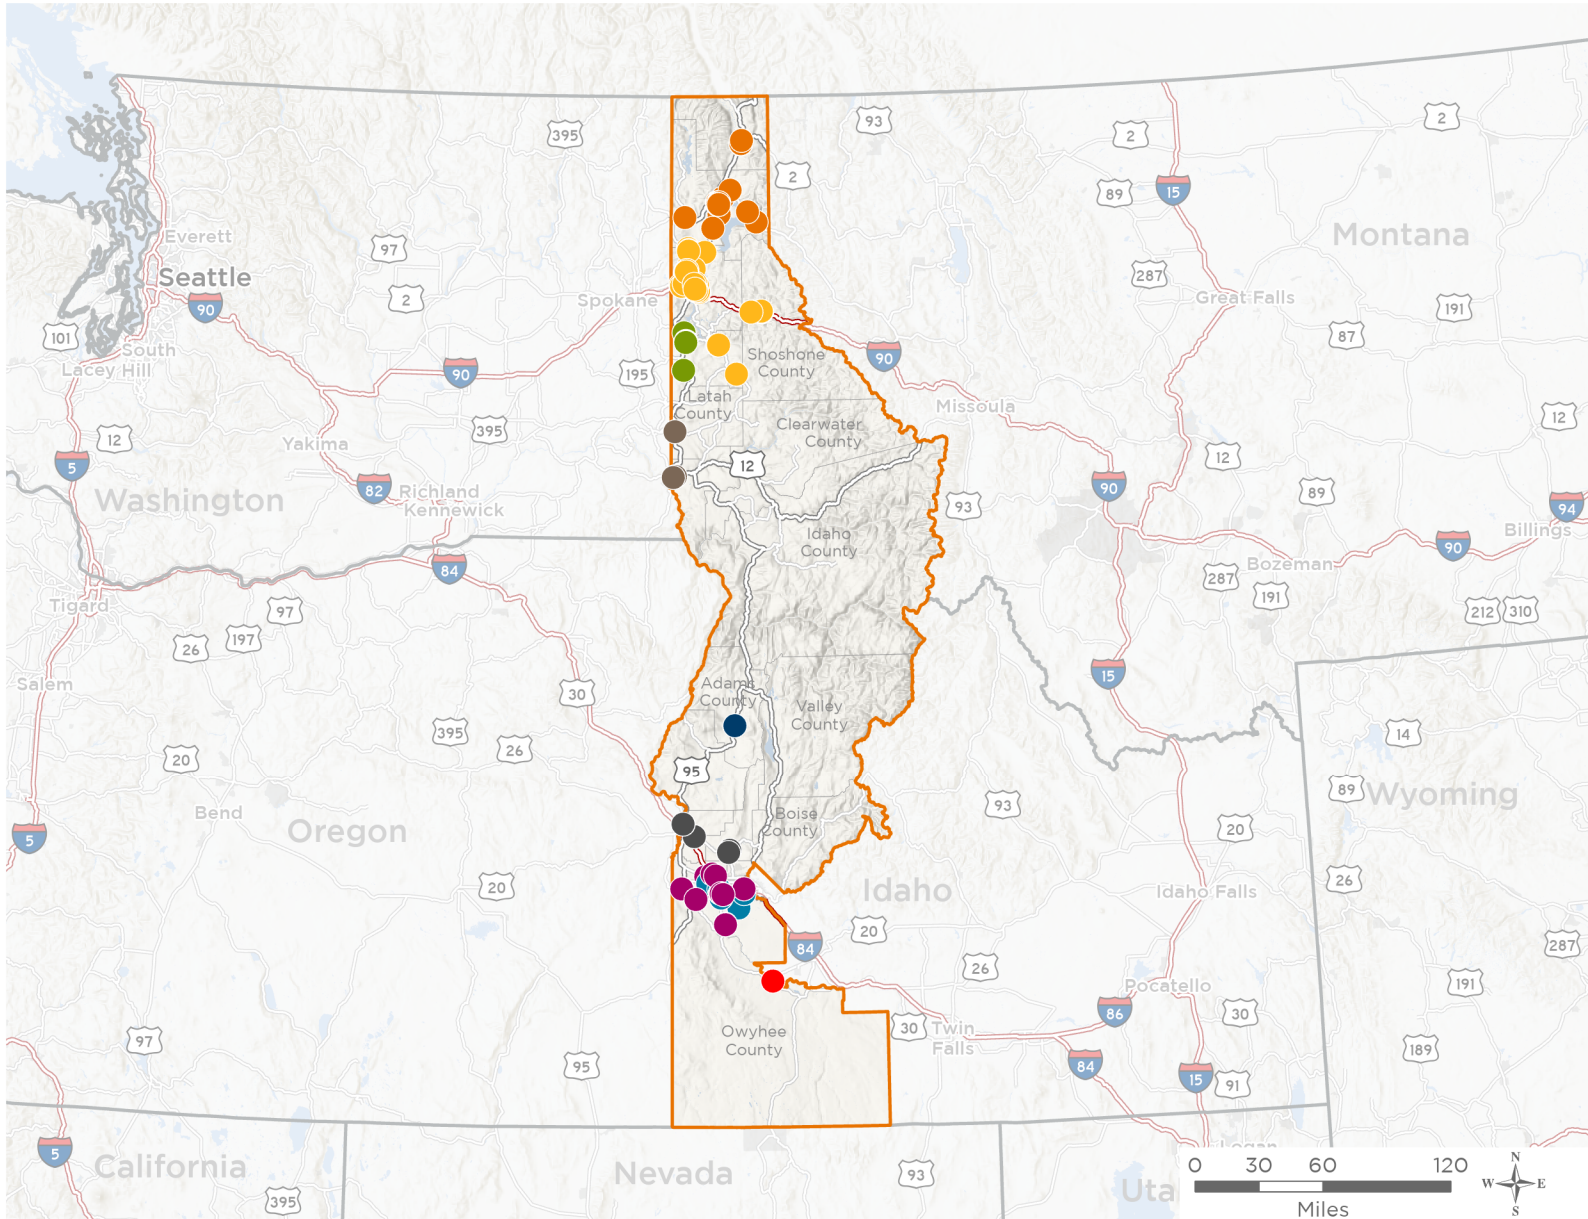 395
93
2
2
2
89
15
Everett
97
Montana
Seattle
287
2
90
Spokane
Great Falls
191
101
87
South
Lacey Hill
90
195
90
Shoshone
County
Latah
County
Missoula
12
395
Yakima
Clearwater
County
12
12
5
12
82
Richland
Kennewick
Washington
90
89
93
94
Billings
Idaho
County
90
84
Bozeman
287
191
Tigard
97
212
310
197
26
Salem
15
30
Adams
County
Valley
County
395
26
14
20
95
89
Wyoming
93
Bend
Boise
County
20
Oregon
5
20
Idaho
Idaho Falls
26
20
84
287
26
191
Pocatello
86
30
Owyhee
County
30
Twin
Falls
97
189
95
84
15
91
5
California
Nevada
93
395
Logan
Uta
0
30
60
120
Miles
N
W
E
S